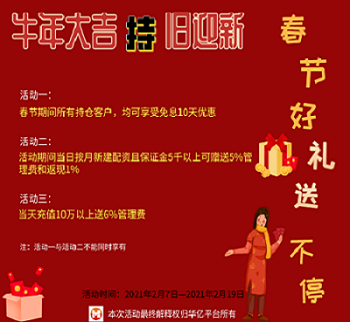 牛年大吉 持 旧迎新
春节好礼送不停
活动一：
春节期间所有持仓客户，均可享受免息10天优惠
活动二：
活动期间当日按月新建配资且保证金5千以上可赠送5%管
理费和返现1%
活动三：
当天充值10万以上送6%管理费
注：活动一与活动二不能同时享有
活动时间：2021年2月7日—2021年2月19日
本次活动最终解释权归华亿平台所有